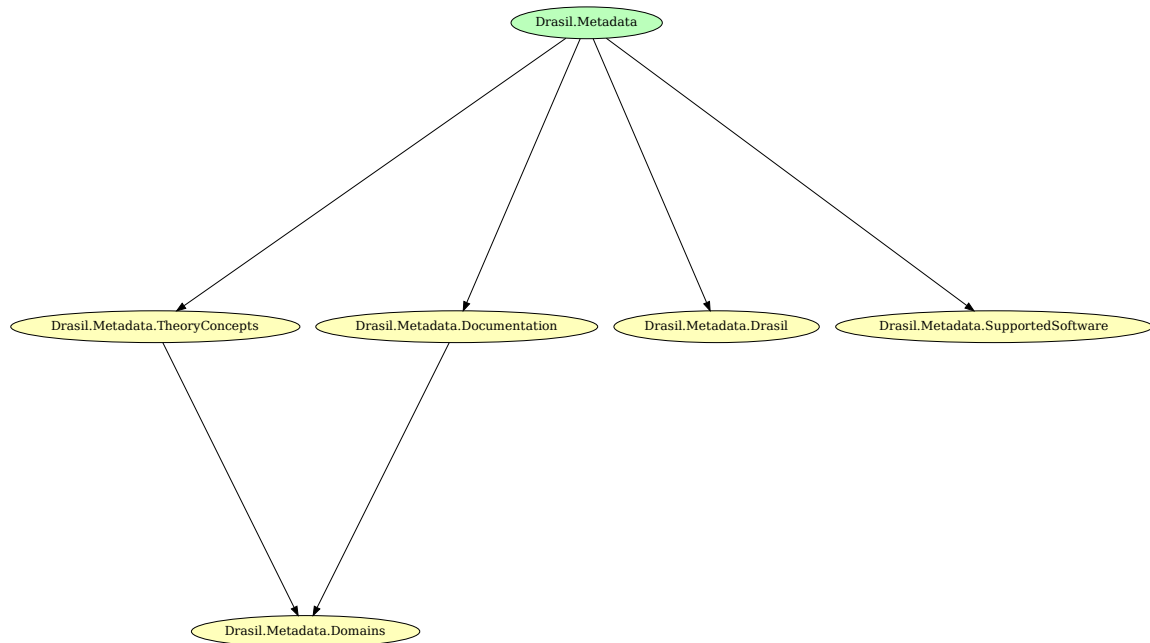 Drasil.Metadata
Drasil.Metadata.TheoryConcepts
Drasil.Metadata.Documentation
Drasil.Metadata.Drasil
Drasil.Metadata.SupportedSoftware
Drasil.Metadata.Domains